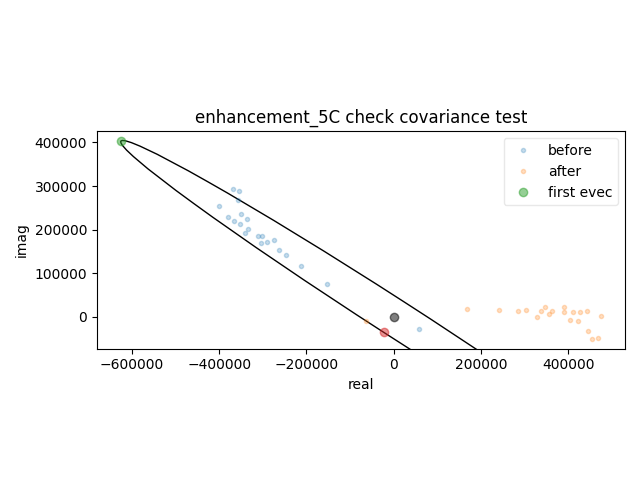 enhancement_5C check covariance test
before
after
first evec
imag
400000
300000
200000
100000
0
−600000 −400000 −200000 0 200000 400000
real